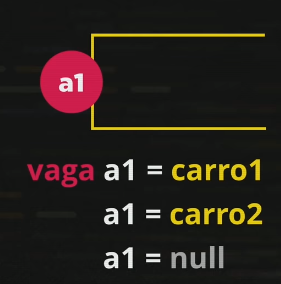 a1
vaga a1 = carro1
a1 = carro2
a1 = null